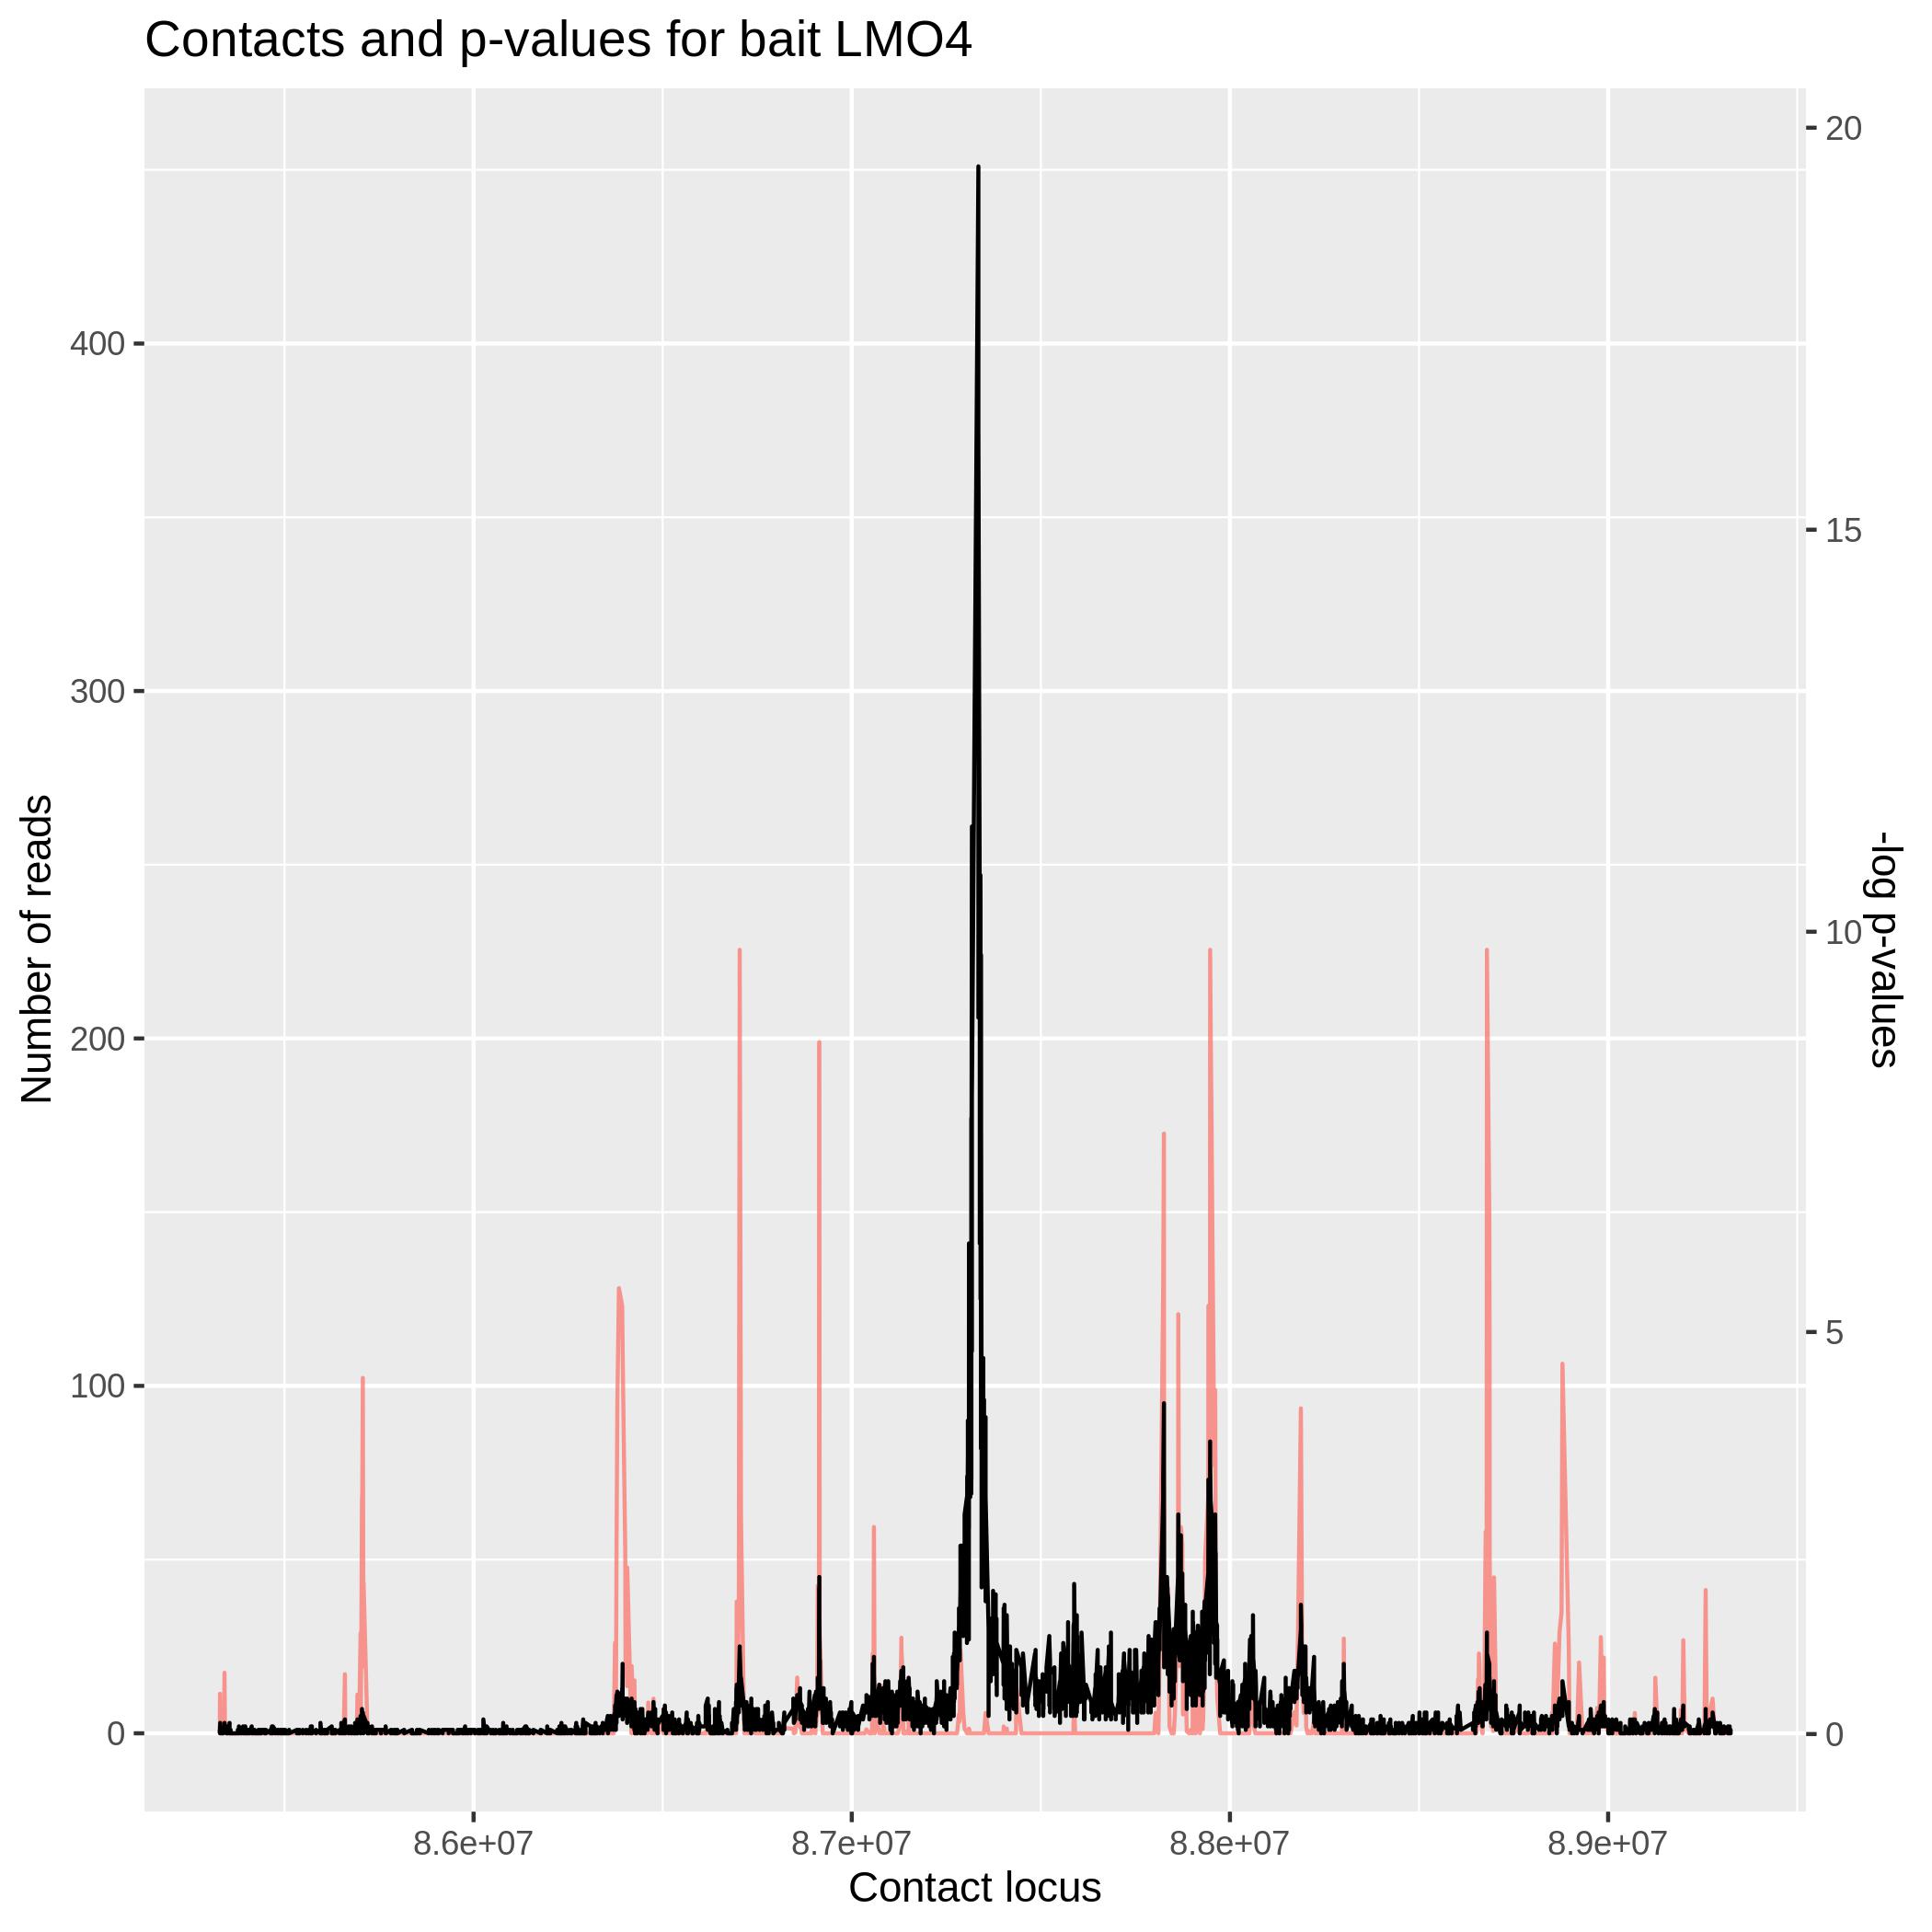 Contacts and p-values for bait LMO4
Number of reads
400
300
200
100
0
20
15
10
5
0
-log p-values
8.6e+07
8.7e+07
8.8e+07
8.9e+07
Contact locus